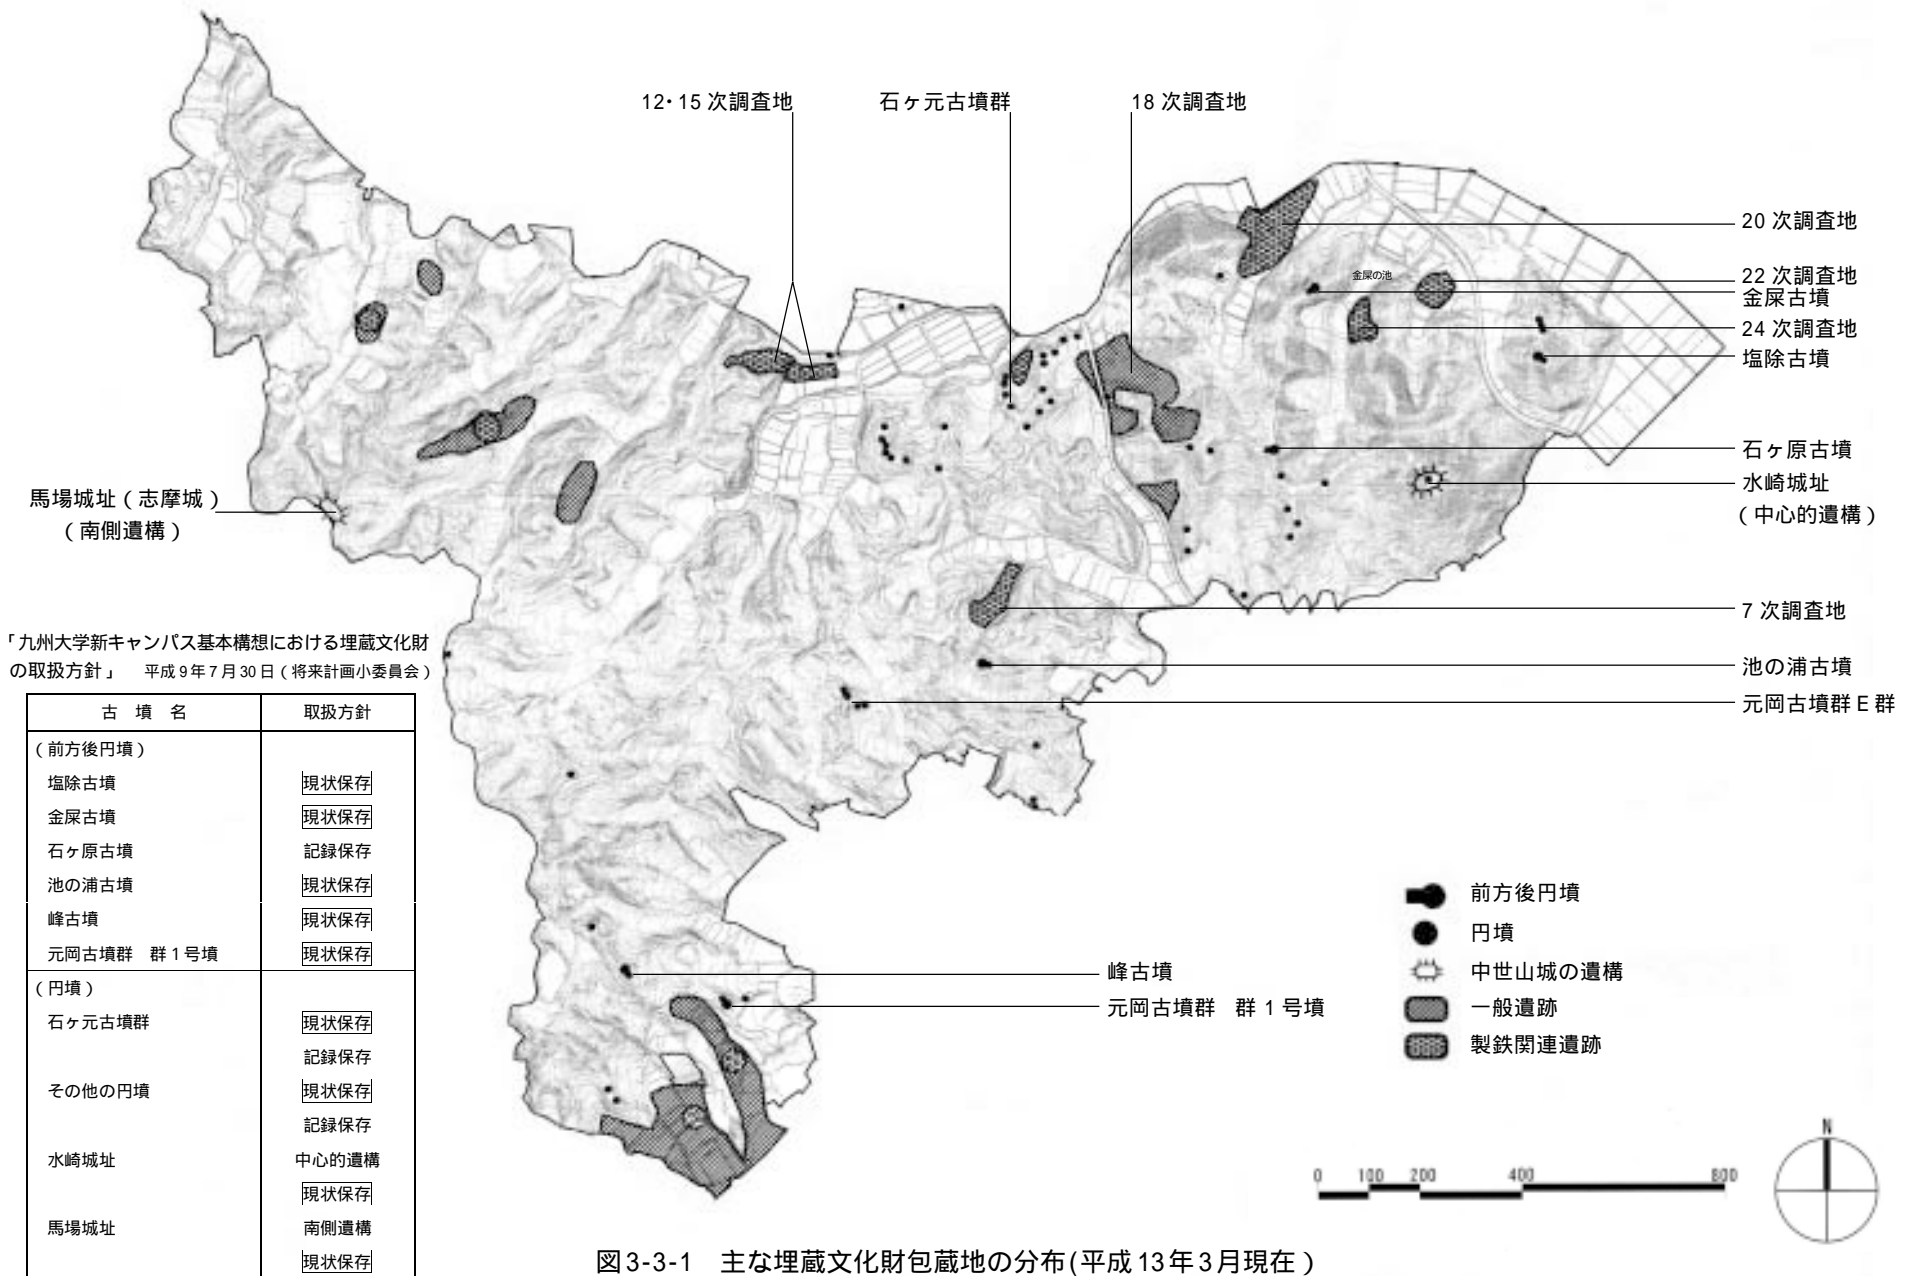 12・15 次調査地
石ヶ元古墳群
18 次調査地
20 次調査地
22 次調査地
金屎の池
金屎古墳
24 次調査地
塩除古墳
石ヶ原古墳
水崎城址
(中心的遺構)
馬場城址(志摩城)
(南側遺構)
7 次調査地
池の浦古墳
元岡古墳群 E 群
峰古墳
元岡古墳群 群 1 号墳
「九州大学新キャンパス基本構想における埋蔵文化財
の取扱方針」 平成 9 年 7 月 30 日(将来計画小委員会)
古 墳 名 取扱方針
(前方後円墳)
塩除古墳 現状保存
金屎古墳 現状保存
石ヶ原古墳 記録保存
池の浦古墳 現状保存
峰古墳 現状保存
元岡古墳群 群 1 号墳 現状保存
(円墳)
石ヶ元古墳群 現状保存
記録保存
その他の円墳 現状保存
記録保存
水崎城址 中心的遺構
現状保存
馬場城址 南側遺構
現状保存
前方後円墳
円墳
中世山城の遺構
一般遺跡
製鉄関連遺跡
0 100 200 400 800
N
図3-3-1 主な埋蔵文化財包蔵地の分布(平成 13 年 3 月現在)